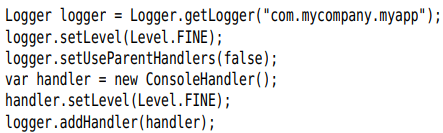 Logger logger = Logger.getLogger("com.mycompany.myapp");
logger.setLevel(Level.FINE);
logger.setUseParentHandlers(false);
var handler = new ConsoleHandler();
handler.setLevel(Level.FINE);
logger.addHandler(handler);